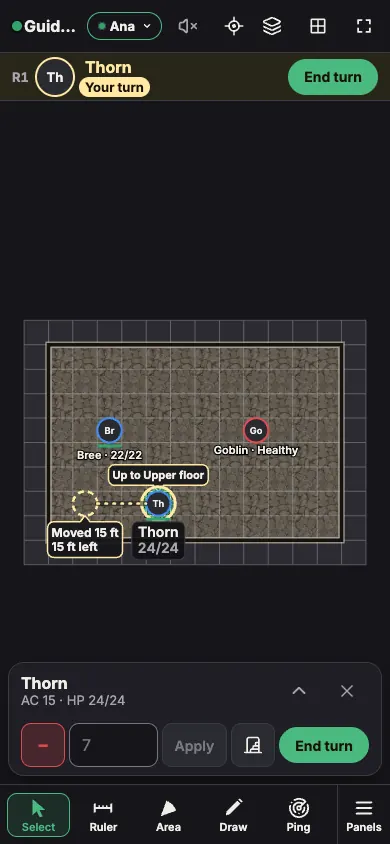 Guid...
Ana
R1
Th
Thorn
Your turn
End turn
Br
Bree · 22/22
Go
Goblin · Healthy
Up to Upper floor
Th
Moved 15 ft
15 ft left
Thorn
24/24
Thorn
AC 15 · HP 24/24
–
7
Apply
End turn
Select
Ruler
Area
Draw
Ping
Panels